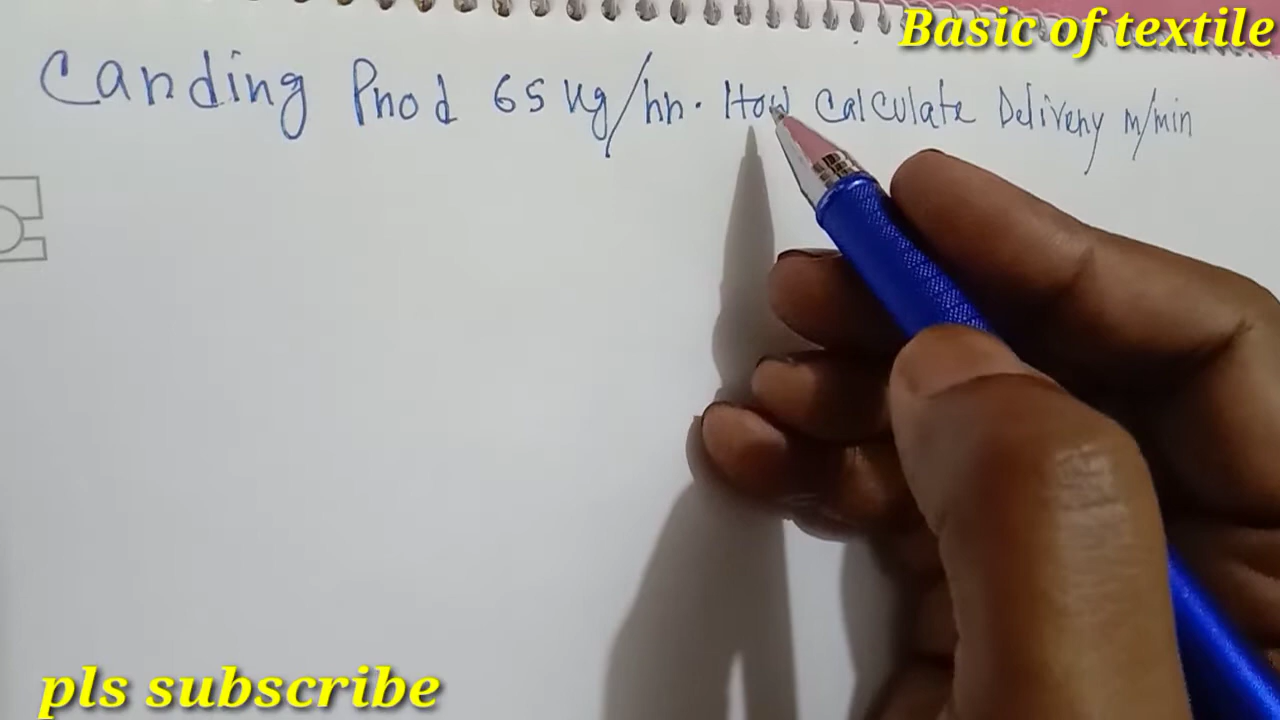 Basic of textile
Carding Prod 65 kg/hr. How Calculate Delivery m/min
pls subscribe